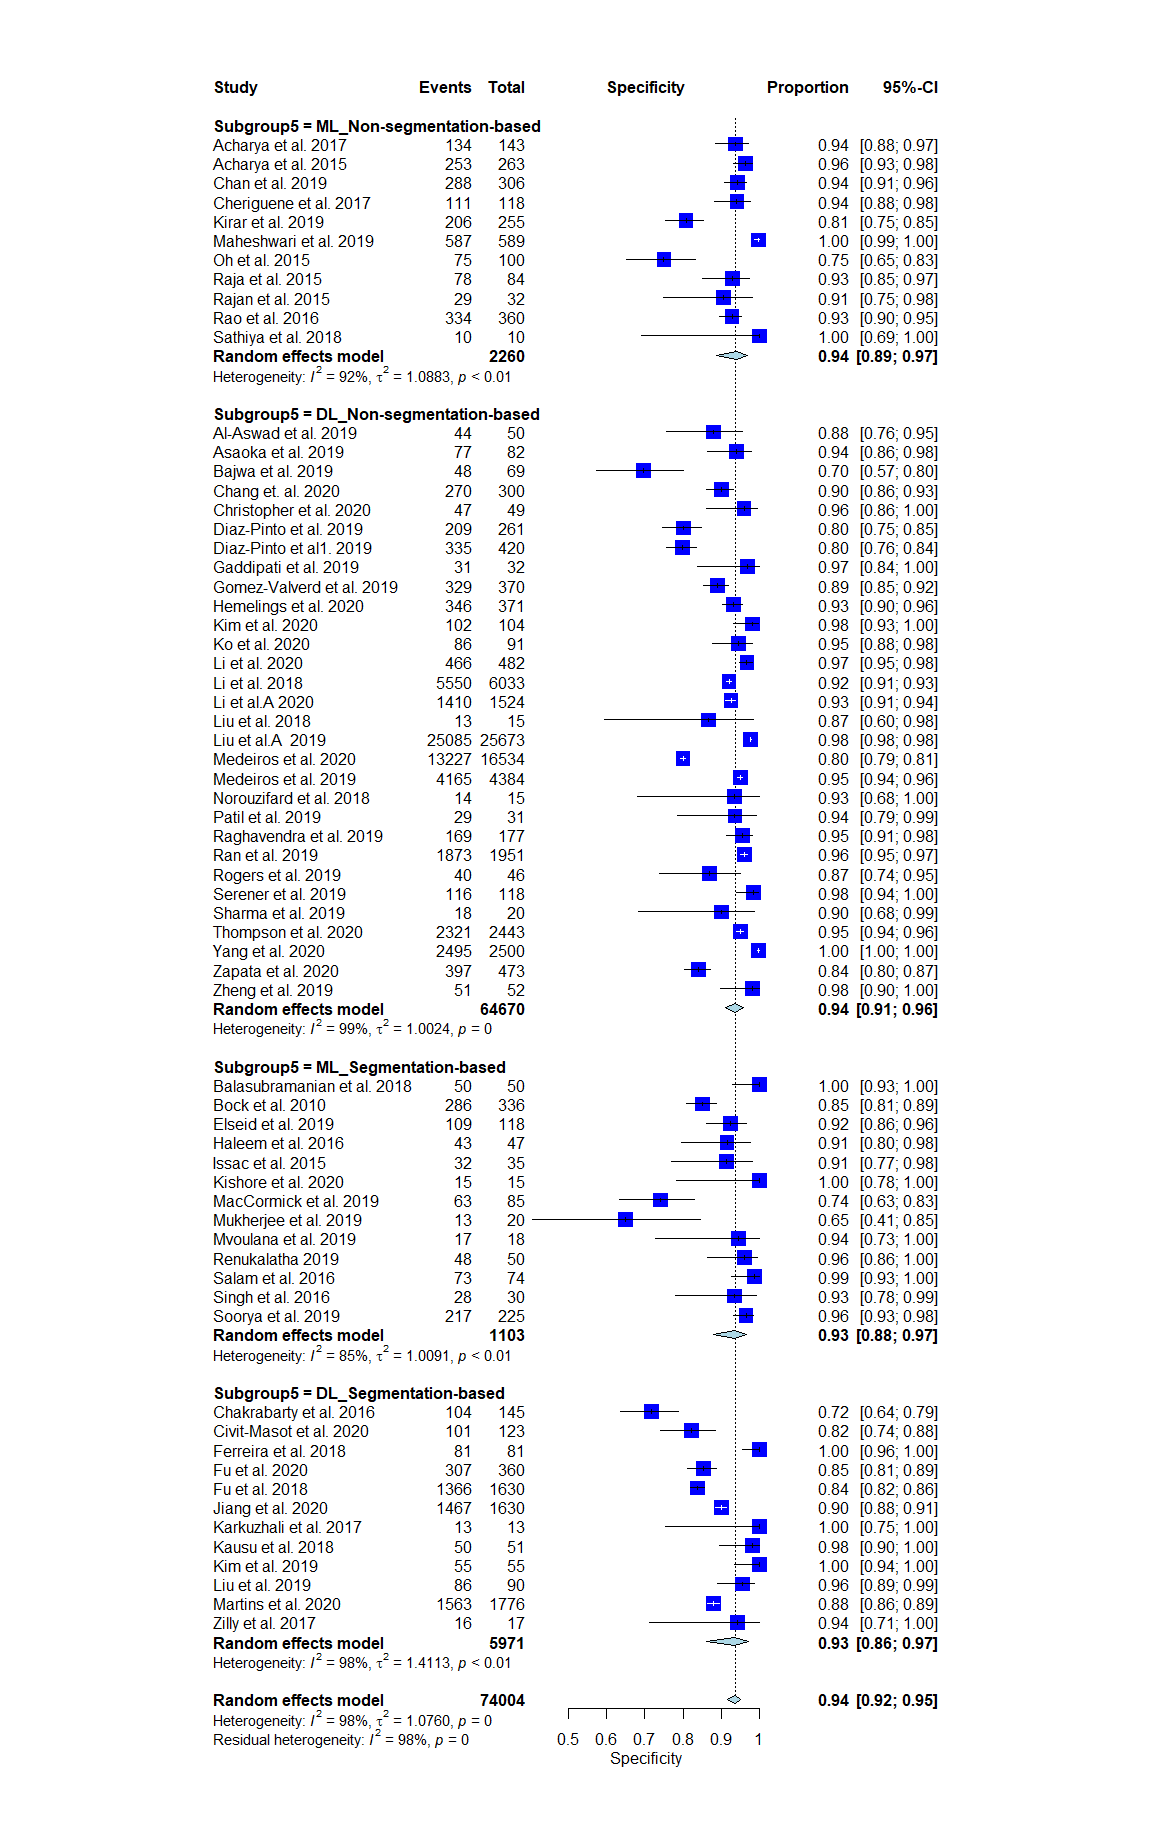 Study Events Total Specificity Proportion 95%-CI
Subgroup5 = ML_Non-segmentation-based
Acharya et al. 2017 134 143 0.94 [0.88; 0.97]
Acharya et al. 2015 253 263 0.96 [0.93; 0.98]
Chan et al. 2019 288 306 0.94 [0.91; 0.96]
Cheriguene et al. 2017 111 118 0.94 [0.88; 0.98]
Kirar et al. 2019 206 255 0.81 [0.75; 0.85]
Maheshwari et al. 2019 587 589 1.00 [0.99; 1.00]
Oh et al. 2015 75 100 0.75 [0.65; 0.83]
Raja et al. 2015 78 84 0.93 [0.85; 0.97]
Rajan et al. 2015 29 32 0.91 [0.75; 0.98]
Rao et al. 2016 334 360 0.93 [0.90; 0.95]
Sathiya et al. 2018 10 10 1.00 [0.69; 1.00]
Random effects model 2260 0.94 [0.89; 0.97]
Heterogeneity: I² = 92%, τ² = 1.0883, p < 0.01
Subgroup5 = DL_Non-segmentation-based
Al-Aswad et al. 2019 44 50 0.88 [0.76; 0.95]
Asaoka et al. 2019 77 82 0.94 [0.86; 0.98]
Bajwa et al. 2019 48 69 0.70 [0.57; 0.80]
Chang et. al. 2020 270 300 0.90 [0.86; 0.93]
Christopher et al. 2020 47 49 0.96 [0.86; 1.00]
Diaz-Pinto et al. 2019 209 261 0.80 [0.75; 0.85]
Diaz-Pinto et al1. 2019 335 420 0.80 [0.76; 0.84]
Gaddipati et al. 2019 31 32 0.97 [0.84; 1.00]
Gomez-Valverd et al. 2019 329 370 0.89 [0.85; 0.92]
Hemelings et al. 2020 346 371 0.93 [0.90; 0.96]
Kim et al. 2020 102 104 0.98 [0.93; 1.00]
Ko et al. 2020 86 91 0.95 [0.88; 0.98]
Li et al. 2020 466 482 0.97 [0.95; 0.98]
Li et al. 2018 5550 6033 0.92 [0.91; 0.93]
Li et al.A 2020 1410 1524 0.93 [0.91; 0.94]
Liu et al. 2018 13 15 0.87 [0.60; 0.98]
Liu et al.A 2019 25085 25673 0.98 [0.98; 0.98]
Medeiros et al. 2020 13227 16534 0.80 [0.79; 0.81]
Medeiros et al. 2019 4165 4384 0.95 [0.94; 0.96]
Norouzifard et al. 2018 14 15 0.93 [0.68; 1.00]
Patil et al. 2019 29 31 0.94 [0.79; 0.99]
Raghavendra et al. 2019 169 177 0.95 [0.91; 0.98]
Ran et al. 2019 1873 1951 0.96 [0.95; 0.97]
Rogers et al. 2019 40 46 0.87 [0.74; 0.95]
Serener et al. 2019 116 118 0.98 [0.94; 1.00]
Sharma et al. 2019 18 20 0.90 [0.68; 0.99]
Thompson et al. 2020 2321 2443 0.95 [0.94; 0.96]
Yang et al. 2020 2495 2500 1.00 [1.00; 1.00]
Zapata et al. 2020 397 473 0.84 [0.80; 0.87]
Zheng et al. 2019 51 52 0.98 [0.90; 1.00]
Random effects model 64670 0.94 [0.91; 0.96]
Heterogeneity: I² = 99%, τ² = 1.0024, p = 0
Subgroup5 = ML_Segmentation-based
Balasubramanian et al. 2018 50 50 1.00 [0.93; 1.00]
Bock et al. 2010 286 336 0.85 [0.81; 0.89]
Elseid et al. 2019 109 118 0.92 [0.86; 0.96]
Haleem et al. 2016 43 47 0.91 [0.80; 0.98]
Issac et al. 2015 32 35 0.91 [0.77; 0.98]
Kishore et al. 2020 15 15 1.00 [0.78; 1.00]
MacCormick et al. 2019 63 85 0.74 [0.63; 0.83]
Mukherjee et al. 2019 13 20 0.65 [0.41; 0.85]
Mvoulana et al. 2019 17 18 0.94 [0.73; 1.00]
Renukalatha 2019 48 50 0.96 [0.86; 1.00]
Salam et al. 2016 73 74 0.99 [0.93; 1.00]
Singh et al. 2016 28 30 0.93 [0.78; 0.99]
Soorya et al. 2019 217 225 0.96 [0.93; 0.98]
Random effects model 1103 0.93 [0.88; 0.97]
Heterogeneity: I² = 85%, τ² = 1.0091, p < 0.01
Subgroup5 = DL_Segmentation-based
Chakrabarty et al. 2016 104 145 0.72 [0.64; 0.79]
Civit-Masot et al. 2020 101 123 0.82 [0.74; 0.88]
Ferreira et al. 2018 81 81 1.00 [0.96; 1.00]
Fu et al. 2020 307 360 0.85 [0.81; 0.89]
Fu et al. 2018 1366 1630 0.84 [0.82; 0.86]
Jiang et al. 2020 1467 1630 0.90 [0.88; 0.91]
Karkuzhali et al. 2017 13 13 1.00 [0.75; 1.00]
Kausu et al. 2018 50 51 0.98 [0.90; 1.00]
Kim et al. 2019 55 55 1.00 [0.94; 1.00]
Liu et al. 2019 86 90 0.96 [0.89; 0.99]
Martins et al. 2020 1563 1776 0.88 [0.86; 0.89]
Zilly et al. 2017 16 17 0.94 [0.71; 1.00]
Random effects model 5971 0.93 [0.86; 0.97]
Heterogeneity: I² = 98%, τ² = 1.4113, p < 0.01
Random effects model 74004 0.94 [0.92; 0.95]
Heterogeneity: I² = 98%, τ² = 1.0760, p = 0
Residual heterogeneity: I² = 98%, p = 0
0.5 0.6 0.7 0.8 0.9 1
Specificity